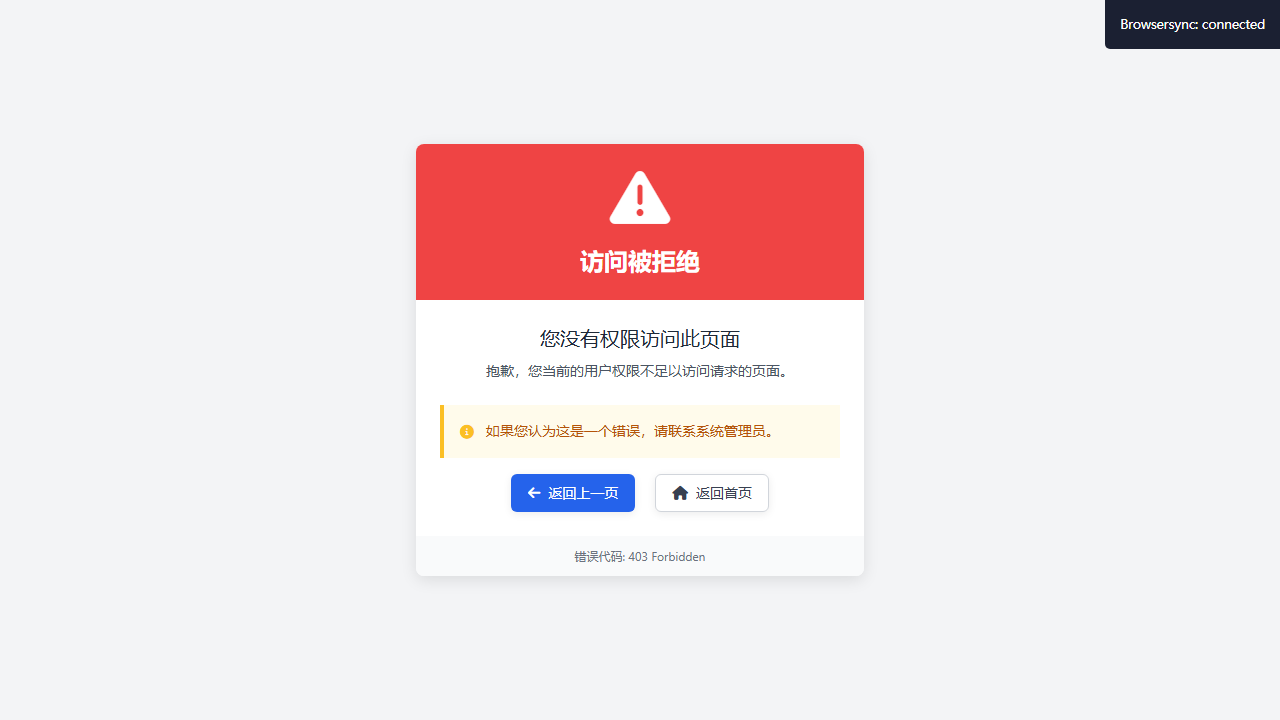 Browsersync: connected
访问被拒绝
您没有权限访问此页面
抱歉，您当前的用户权限不足以访问请求的页面。
如果您认为这是一个错误，请联系系统管理员。
返回上一页
返回首页
错误代码: 403 Forbidden